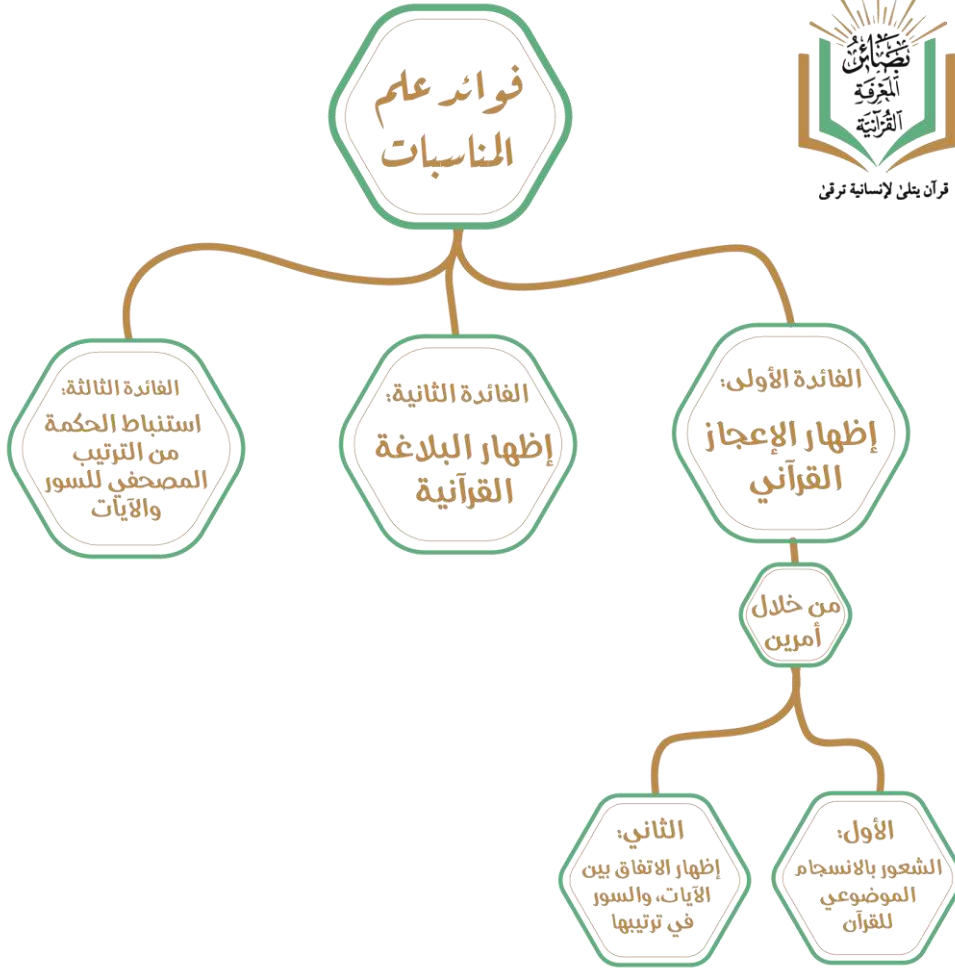 فوائد علم
المناسبات
بصائر
المعرفة
القرآنية
قرآن يتلى لإنسانية ترقى
الفائدة الأولى:
إظهار الإعجاز
القرآني
الفائدة الثانية:
إظهار البلاغة
القرآنية
الفائدة الثالثة:
استنباط الحكمة
من الترتيب
المصحفي للسور
والآيات
من خلال
أمرين
الأول:
الشعور بالانسجام
الموضوعي
للقرآن
الثاني:
إظهار الاتفاق بين
الآيات، والسور
في ترتيبها